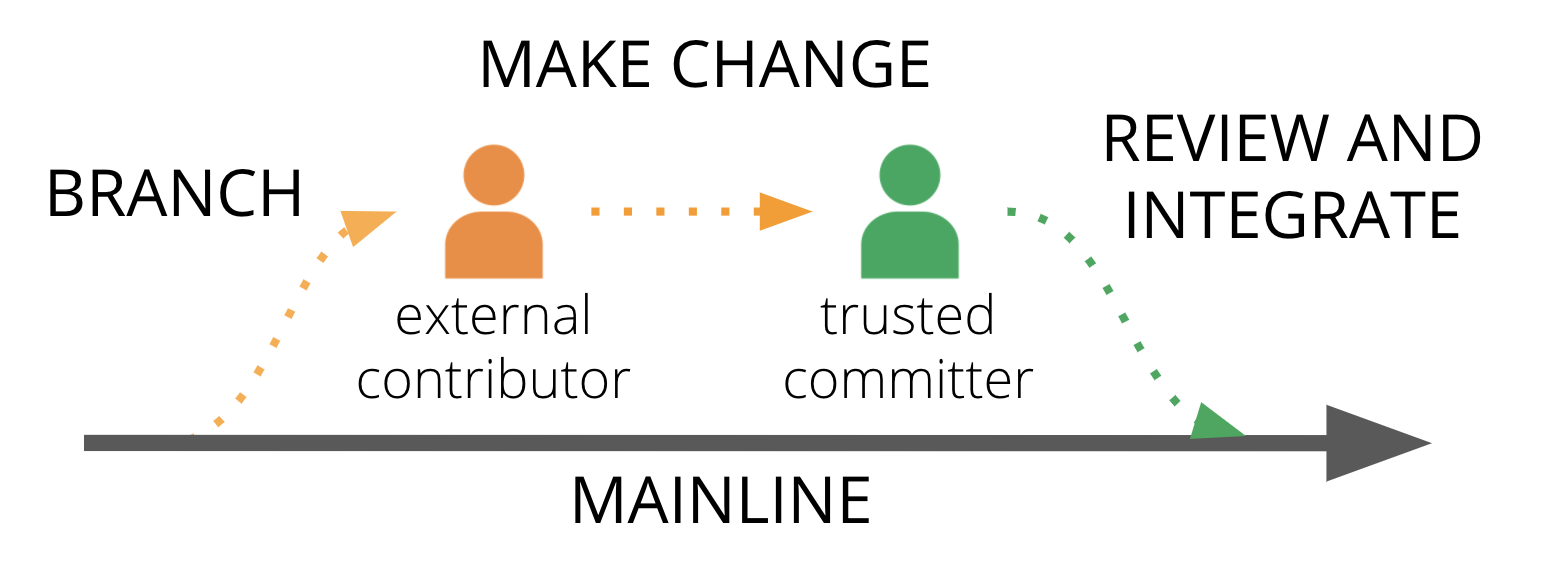 MAKE CHANGE
BRANCH
REVIEW AND
INTEGRATE
external
contributor
trusted
committer
MAINLINE